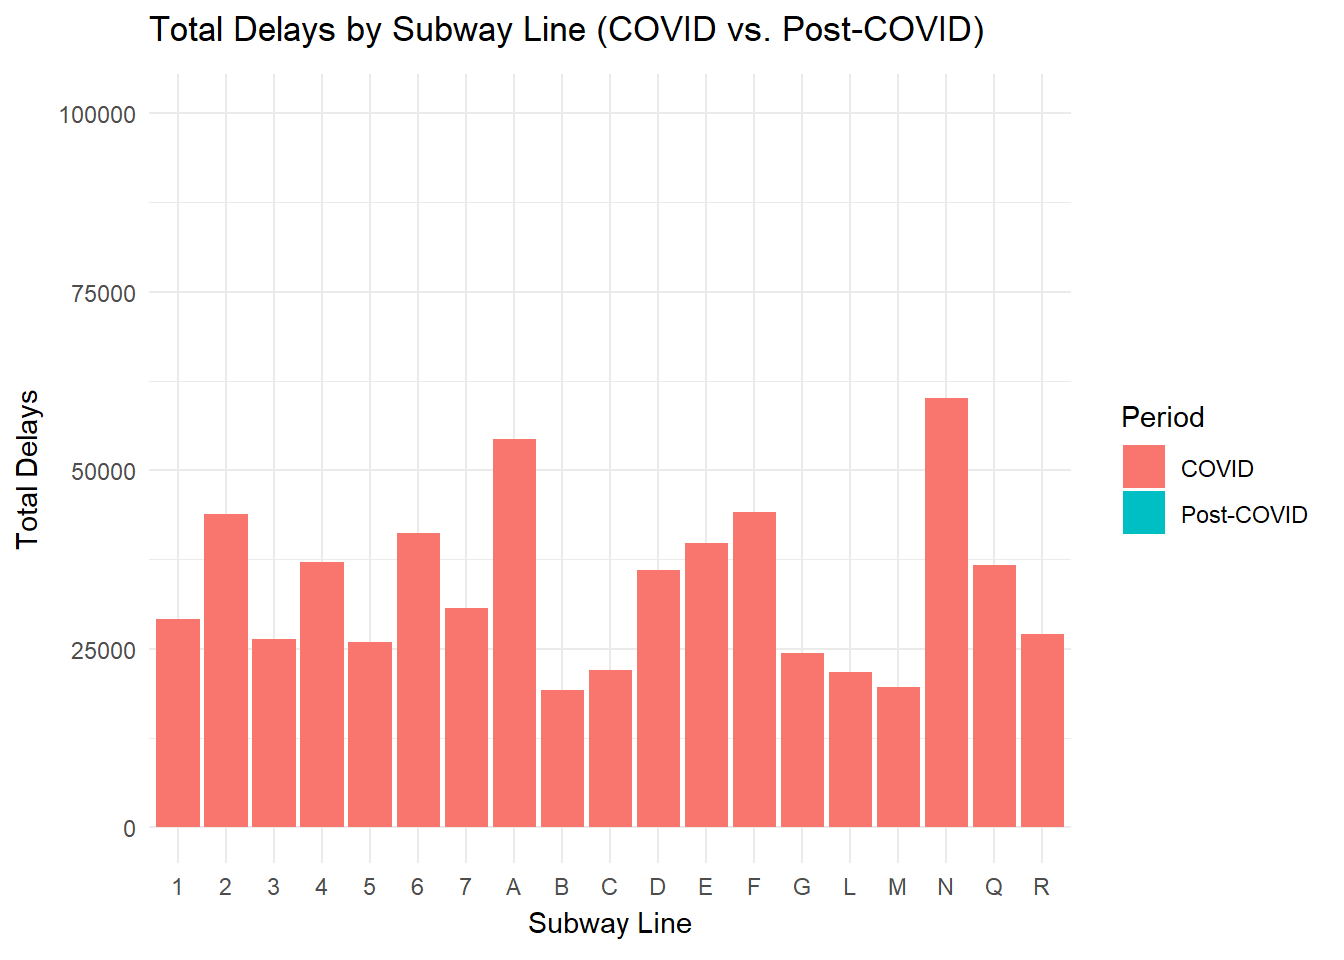 Total Delays by Subway Line (COVID vs. Post-COVID)
100000
75000
50000
25000
0
Total Delays
1 2 3 4 5 6 7 A B C D E F G L M N Q R
Subway Line
Period
COVID
Post-COVID